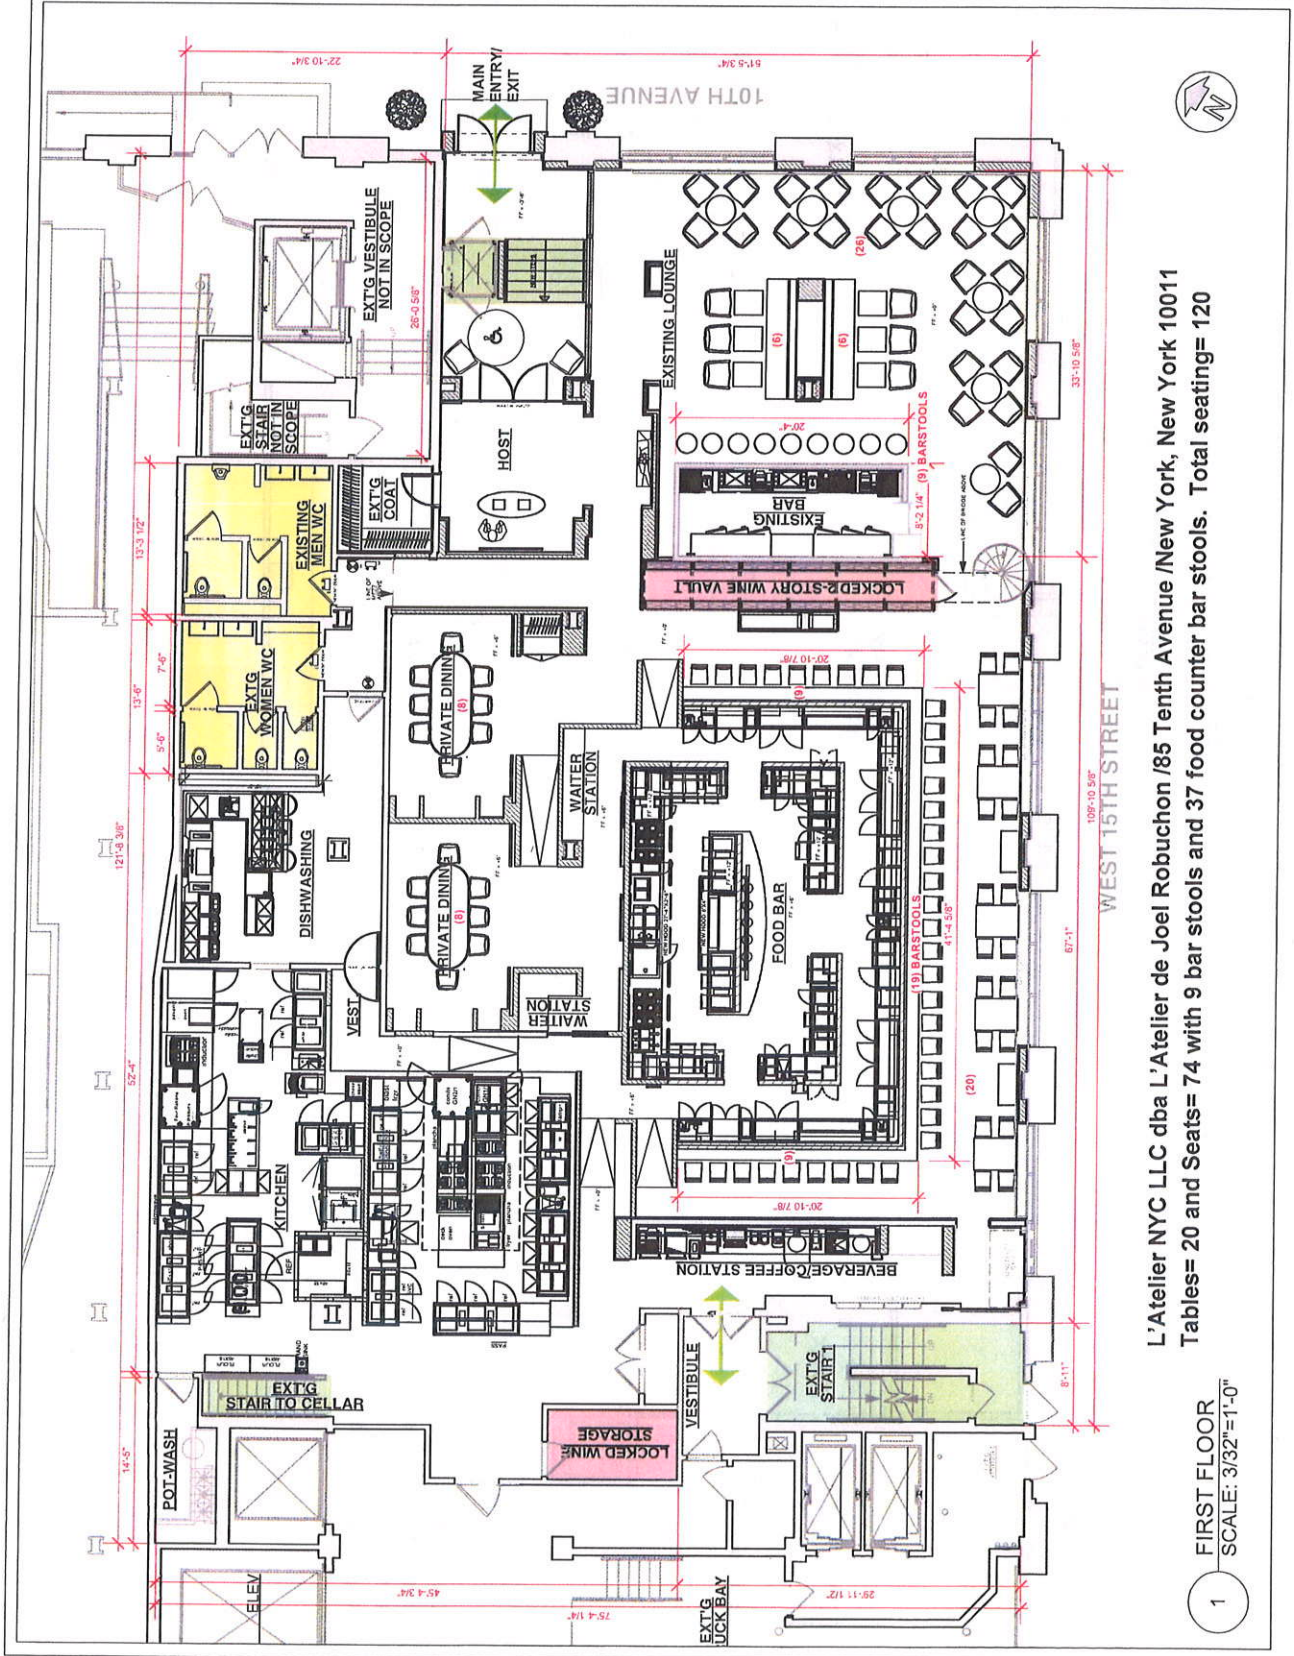 L'Atelier NYC LLC dba L'Atelier de Joel Robuchon /85 Tenth Avenue /New York, New York 10011
Tables= 20 and Seats= 74 with 9 bar stools and 37 food counter bar stools. Total seating= 120
1
FIRST FLOOR
SCALE: 3/32"=1'-0"
N
10TH AVENUE
WEST 15TH STREET
MAIN
ENTRY/
EXIT
22'-10 3/4"
51'-5 3/4"
EXT'G VESTIBULE
NOT IN SCOPE
26'-0 5/8"
EXT'G
STAIR
NOT IN
SCOPE
EXISTING
MEN WC
EXT'G
COAT
HOST
EXISTING LOUNGE
(26)
(6)
(6)
20'-4"
(9) BARSTOOLS
8'-2 1/4"
EXISTING
BAR
LINE OF BRIDGE ABOVE
LOCKED 2-STORY WINE VAULT
33'-10 5/8"
13'-3 1/2"
13'-6"
7'-6"
5'-6"
EXTG
WOMEN WC
PRIVATE DINING
(8)
PRIVATE DINING
(8)
WAITER
STATION
WAITER
STATION
DISHWASHING
VEST
121'-8 3/8"
52'-4"
14'-5"
20'-10 7/8"
(9)
FOOD BAR
(19) BARSTOOLS
41'-4 5/8"
(20)
(9)
20'-10 7/8"
109'-10 5/8"
67'-1"
8'-11"
KITCHEN
REF
BEVERAGE/COFFEE STATION
PASS
EXT'G
STAIR TO CELLAR
POT-WASH
LOCKED WINE
STORAGE
VESTIBULE
EXT'G
STAIR 1
ELEV
45'-4 3/4"
75'-4 1/4"
29'-11 1/2"
EXT'G
UCK BAY